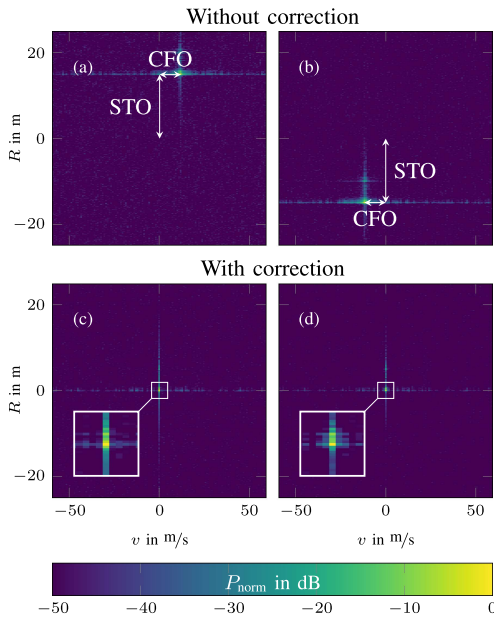 Without correction
20
0
−20
R in m
(a)
CFO
STO
(b)
STO
CFO
With correction
20
0
−20
R in m
(c)
(d)
−50 0 50 −50 0 50
v in m/s v in m/s
Pnorm in dB
−50 −40 −30 −20 −10 0